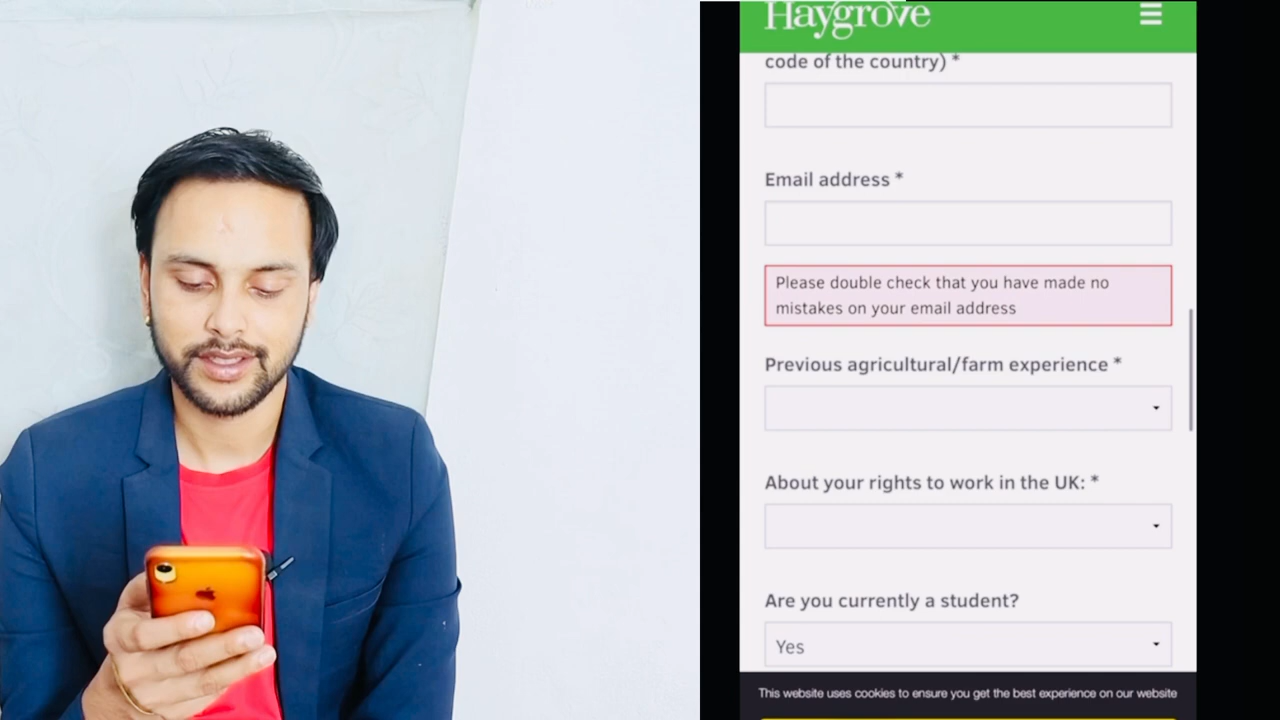 Haygrove
code of the country) *
Email address *
Please double check that you have made no
mistakes on your email address
Previous agricultural/farm experience *
About your rights to work in the UK: *
Are you currently a student?
Yes
This website uses cookies to ensure you get the best experience on our website